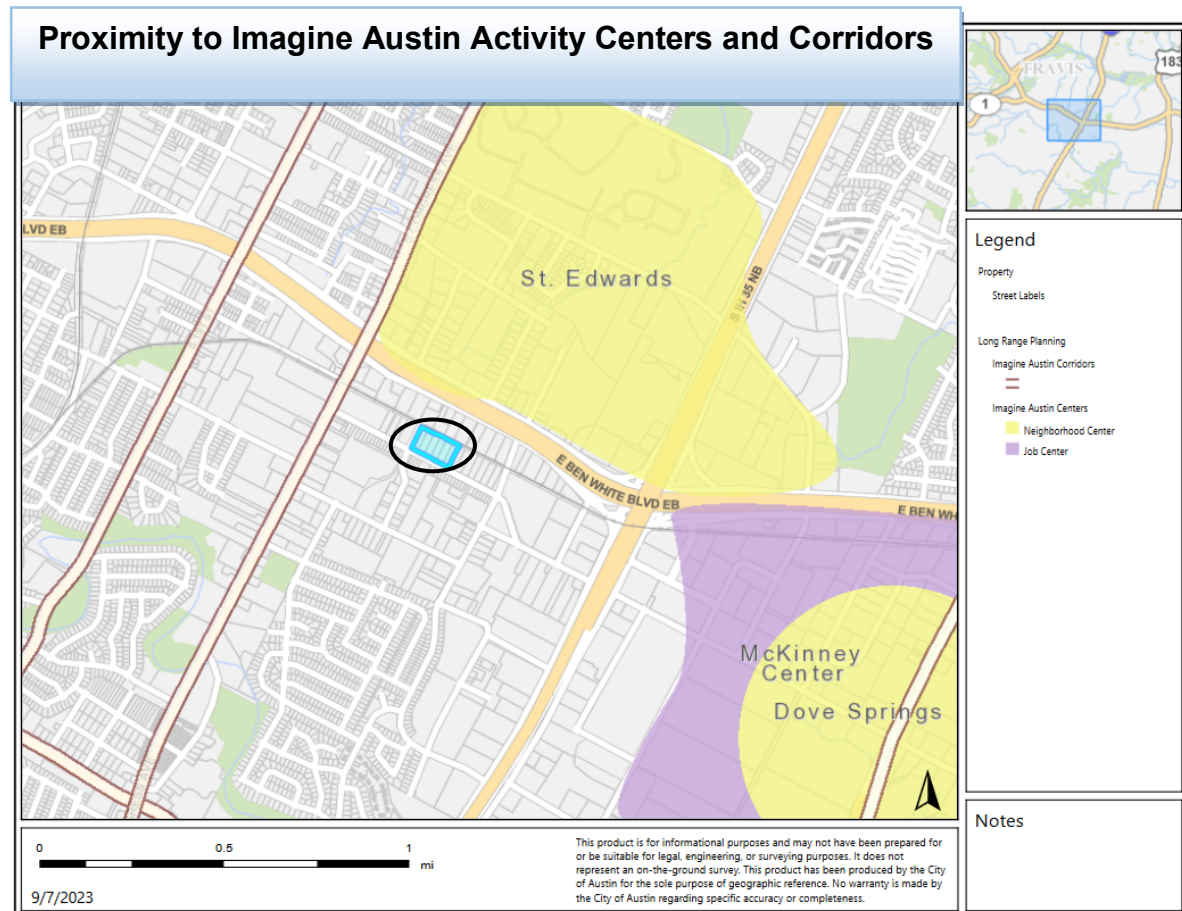 Proximity to Imagine Austin Activity Centers and Corridors
TRAVIS
183
1
LVD EB
St. Edwards
S IH 35 NB
E BEN WHITE BLVD EB
E BEN WH
McKinney
Center
Dove Springs
Legend
Property
Street Labels
Long Range Planning
Imagine Austin Corridors
Imagine Austin Centers
Neighborhood Center
Job Center
Notes
0 0.5 1
mi
9/7/2023
This product is for informational purposes and may not have been prepared for
or be suitable for legal, engineering, or surveying purposes. It does not
represent an on-the-ground survey. This product has been produced by the City
of Austin for the sole purpose of geographic reference. No warranty is made by
the City of Austin regarding specific accuracy or completeness.